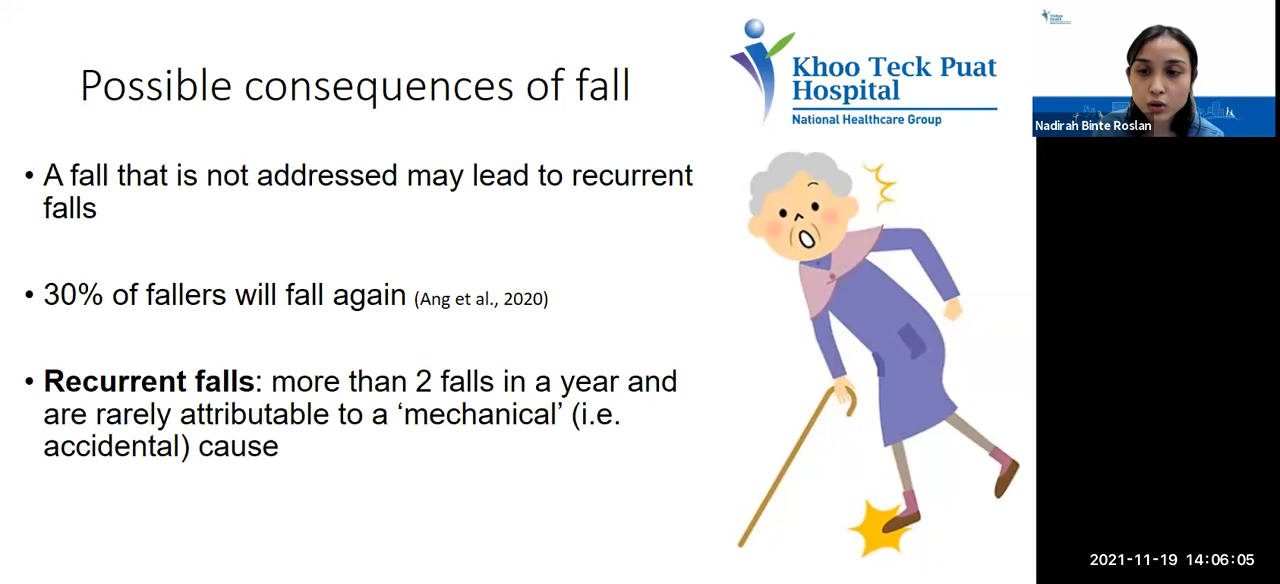 Possible consequences of fall
Khoo Teck Puat
Hospital
National Healthcare Group
Nadirah Binte Roslan
• A fall that is not addressed may lead to recurrent
falls
• 30% of fallers will fall again (Ang et al., 2020)
• Recurrent falls: more than 2 falls in a year and
are rarely attributable to a ‘mechanical’ (i.e.
accidental) cause
2021-11-19 14:06:05